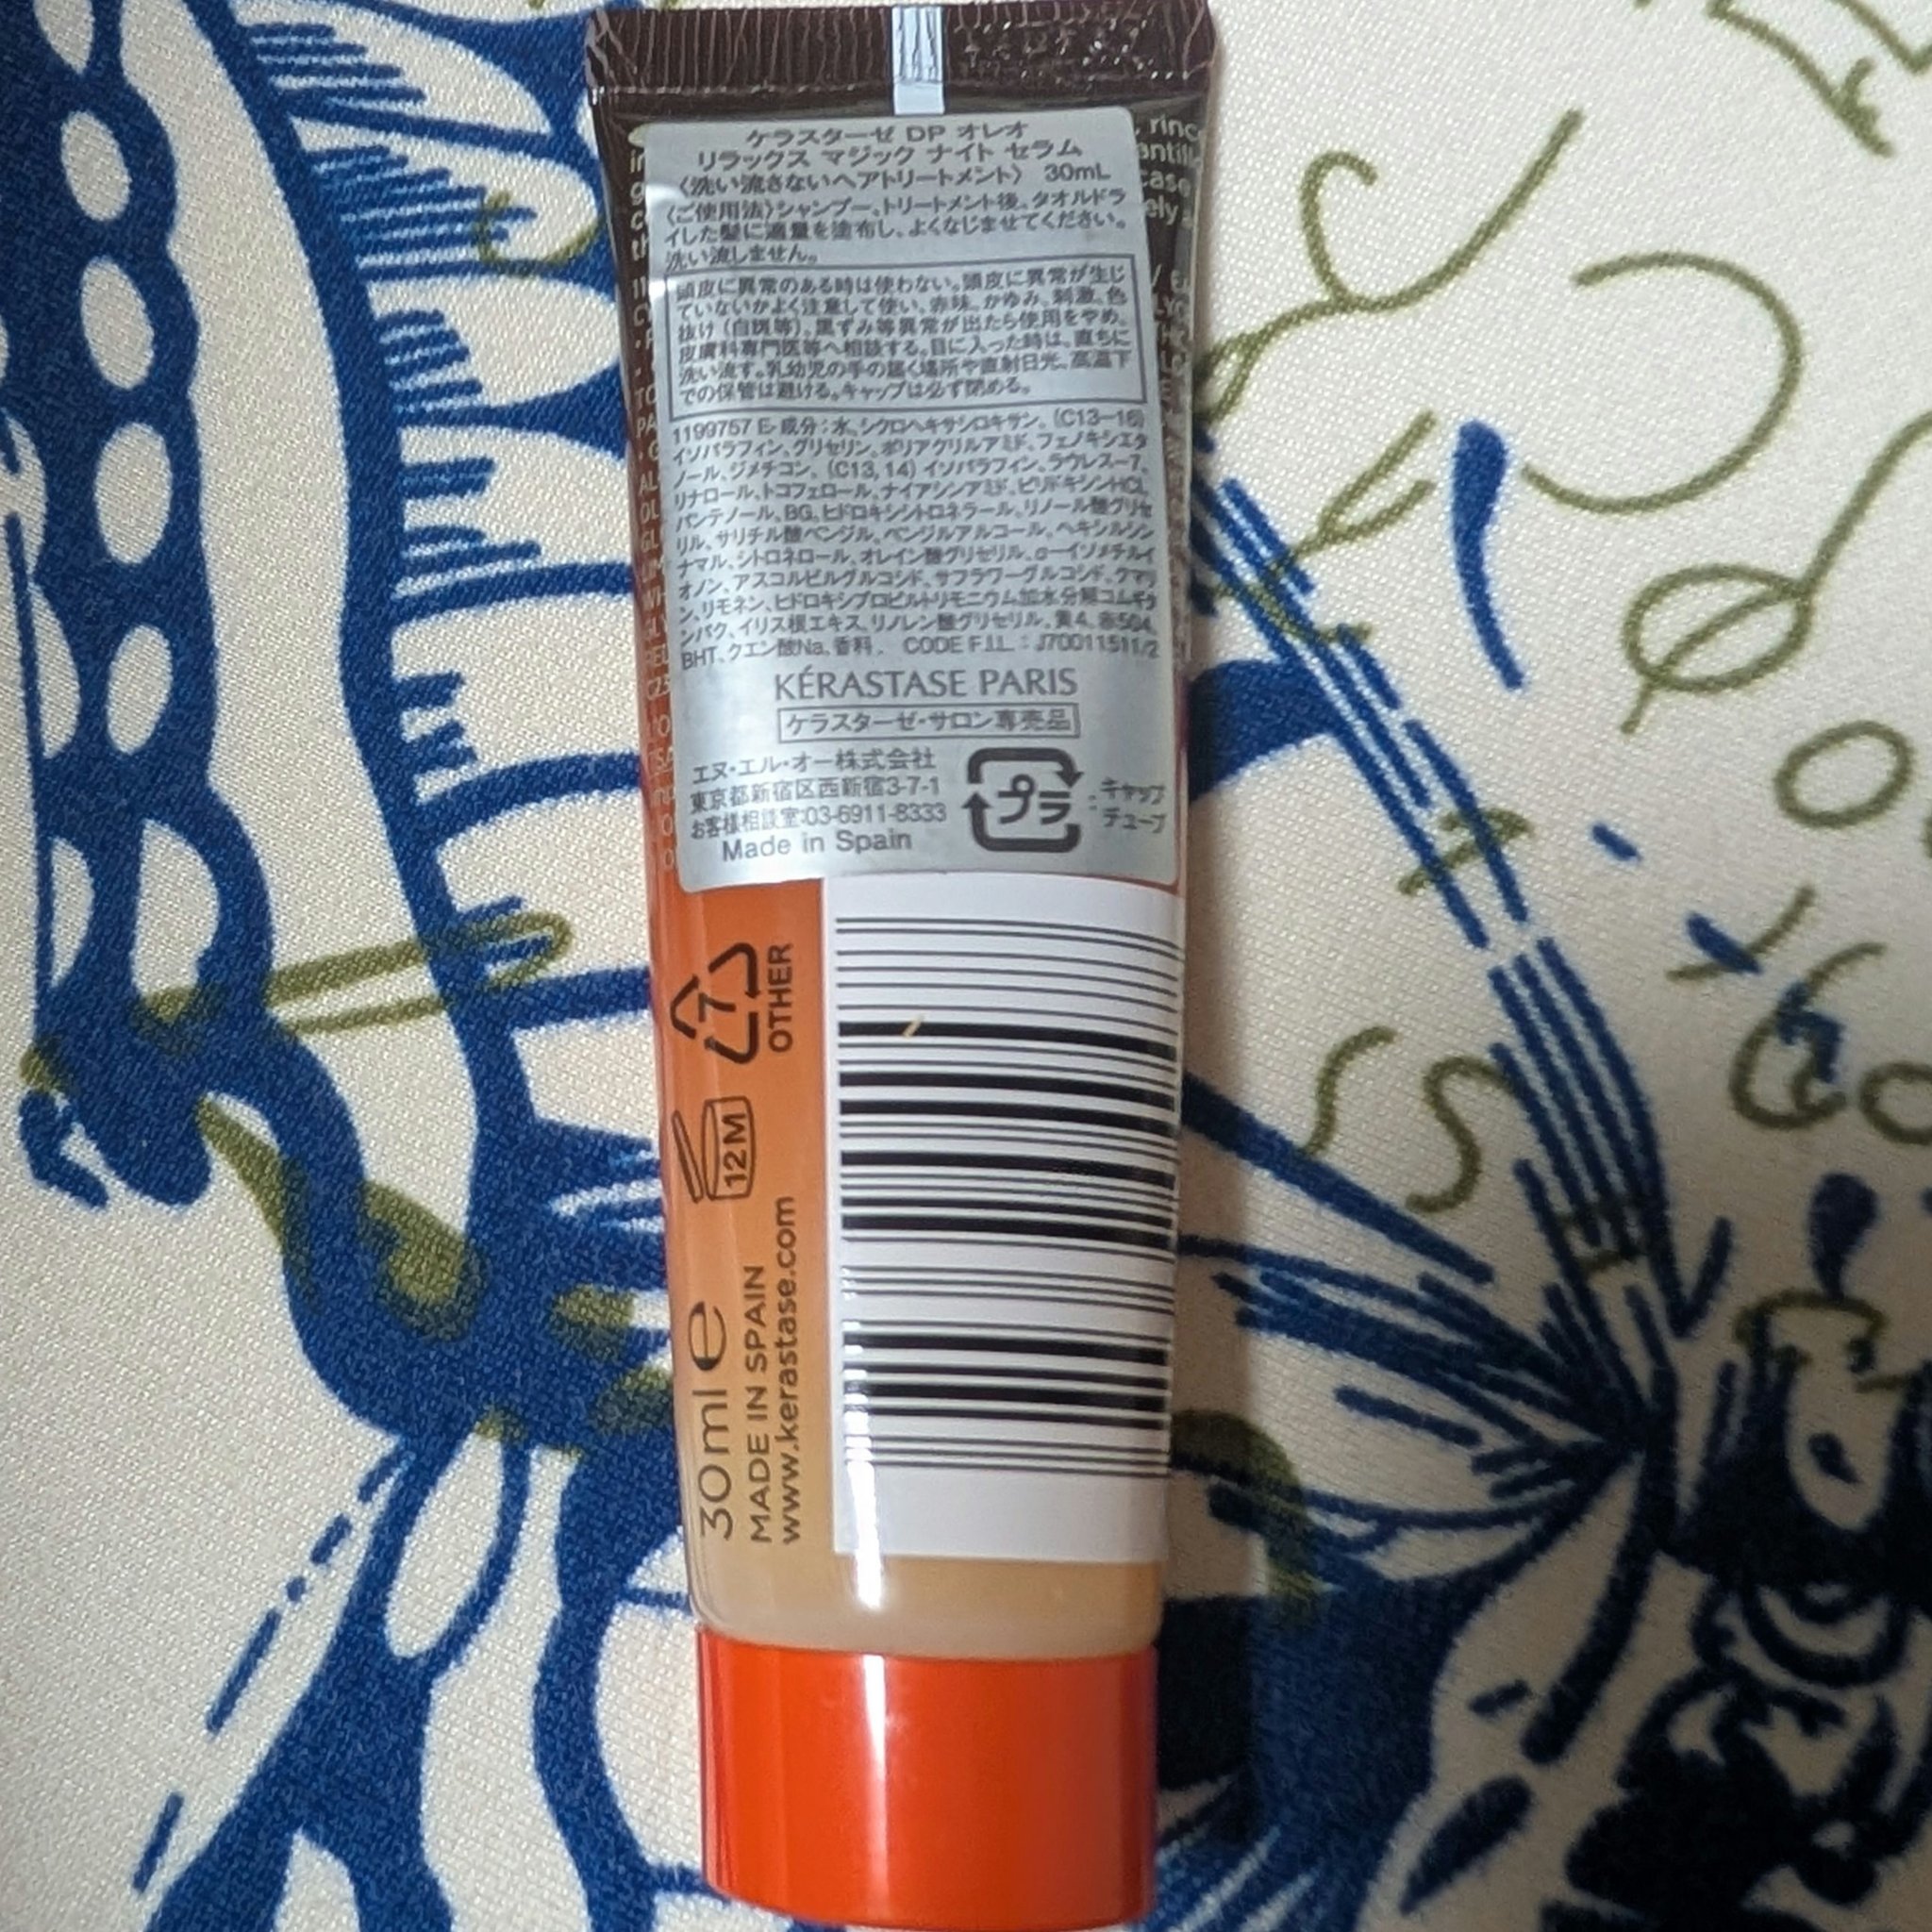 ケラスターゼ DP オレオ
リラックス マジック ナイト セラム
〈洗い流さないヘアトリートメント〉 30mL
〈ご使用法〉シャンプー、トリートメント後、タオルドラ
イした髪に適量を塗布し、よくなじませてください。
洗い流しません。
頭皮に異常のある時は使わない。頭皮に異常が生じ
ていないかよく注意して使い、赤味、かゆみ、刺激、色
抜け（白斑等）、黒ずみ等異常が出たら使用をやめ、
皮膚科専門医等へ相談する。目に入った時は、直ちに
洗い流す。乳幼児の手の届く場所や直射日光、高温下
での保管は避ける。キャップは必ず閉める。
1199757 E- 成分：水、シクロヘキサシロキサン、(C13-16)
イソパラフィン、グリセリン、ポリアクリルアミド、フェノキシエタ
ノール、ジメチコン、(C13, 14) イソパラフィン、ラウレス-7、
リナロール、トコフェロール、ナイアシンアミド、ピリドキシンHCL
パンテノール、BG、ヒドロキシシトロネラール、リノール酸グリセ
リル、サリチル酸ベンジル、ベンジルアルコール、ヘキシルシン
ナマル、シトロネロール、オレイン酸グリセリル、α-イソメチルイ
オノン、アスコルビルグルコシド、サフラワーグルコシド、クマリ
ン、リモネン、ヒドロキシプロピルトリモニウム加水分解コムギタ
ンパク、イリス根エキス、リノレン酸グリセリル、黄4、赤504、
BHT、クエン酸Na、香料． CODE F.I.L. : J70011511/2
KÉRASTASE PARIS
ケラスターゼ・サロン専売品
エヌ・エル・オー株式会社
東京都新宿区西新宿3-7-1
お客様相談室:03-6911-8333
Made in Spain
プラ
：キャップ
チューブ
7
OTHER
12M
30ml e
MADE IN SPAIN
www.kerastase.com